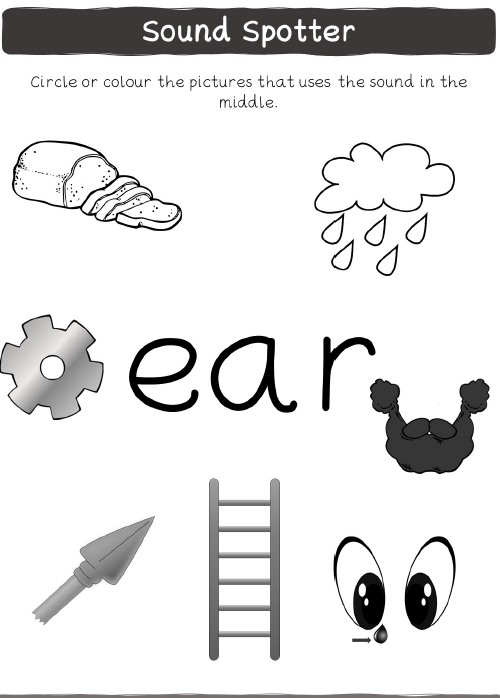 Sound Spotter
Circle or colour the pictures that uses the sound in the
middle.
ear